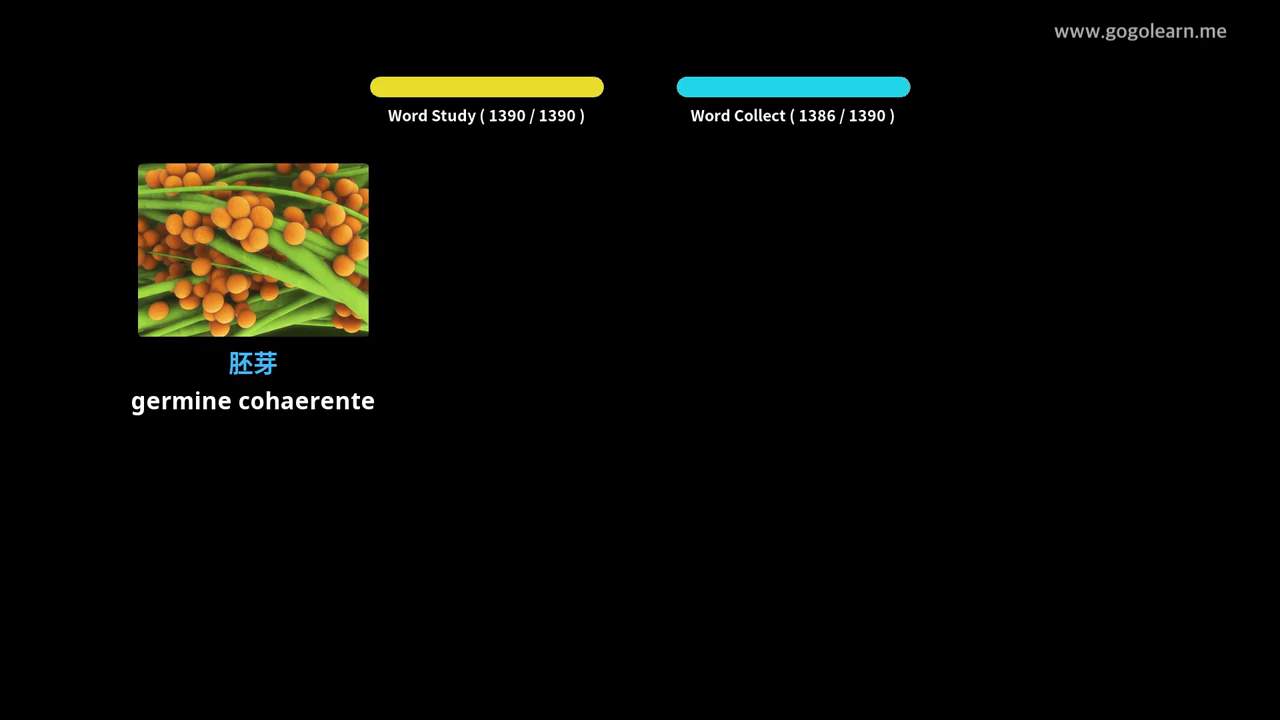 www.gogolearn.me
Word Study ( 1390 / 1390 )
Word Collect ( 1386 / 1390 )
胚芽
germine cohaerente